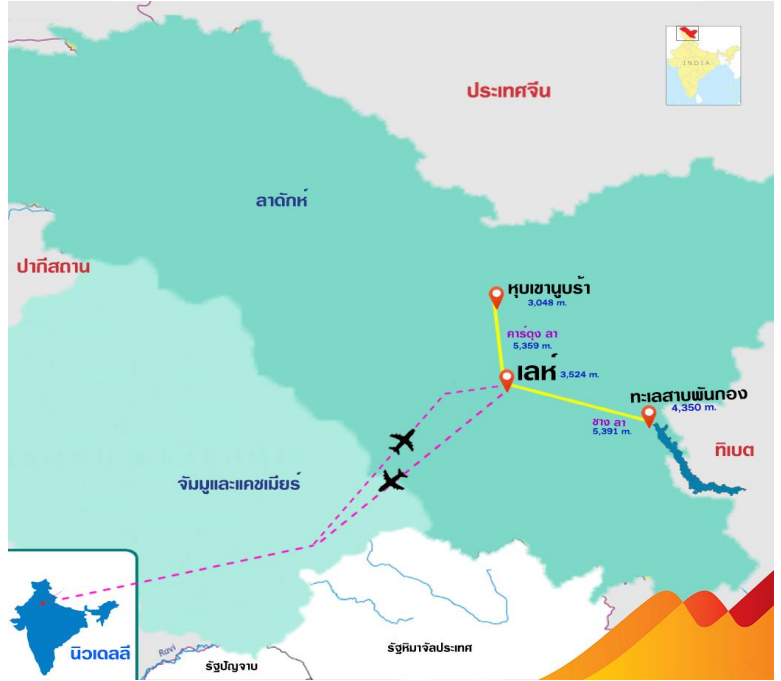 INDIA
ประเทศจีน
ลาดักห์
ปากีสถาน
หุบเขานูบร้า
3,048 m.
คาร์ดุง ลา
5,359 m.
เลห์ 3,524 m.
ทะเลสาบพันกอง
4,350 m.
ชาง ลา
5,391 m.
ทิเบต
จัมมูและแคชเมียร์
นิวเดลลี
Ravi
รัฐปัญจาบ
รัฐหิมาจัลประเทศ